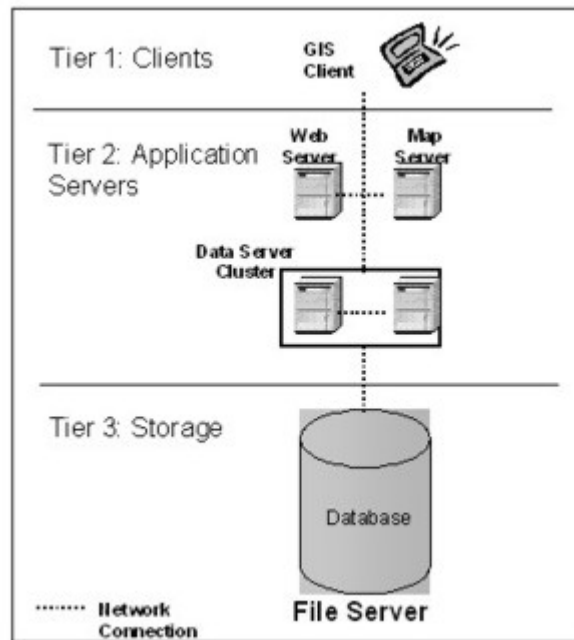 Tier 1: Clients
GIS
Client
Web
Server
Map
Server
Tier 2: Application
Servers
Data Server
Cluster
Tier 3: Storage
Database
File Server
Network
Connection